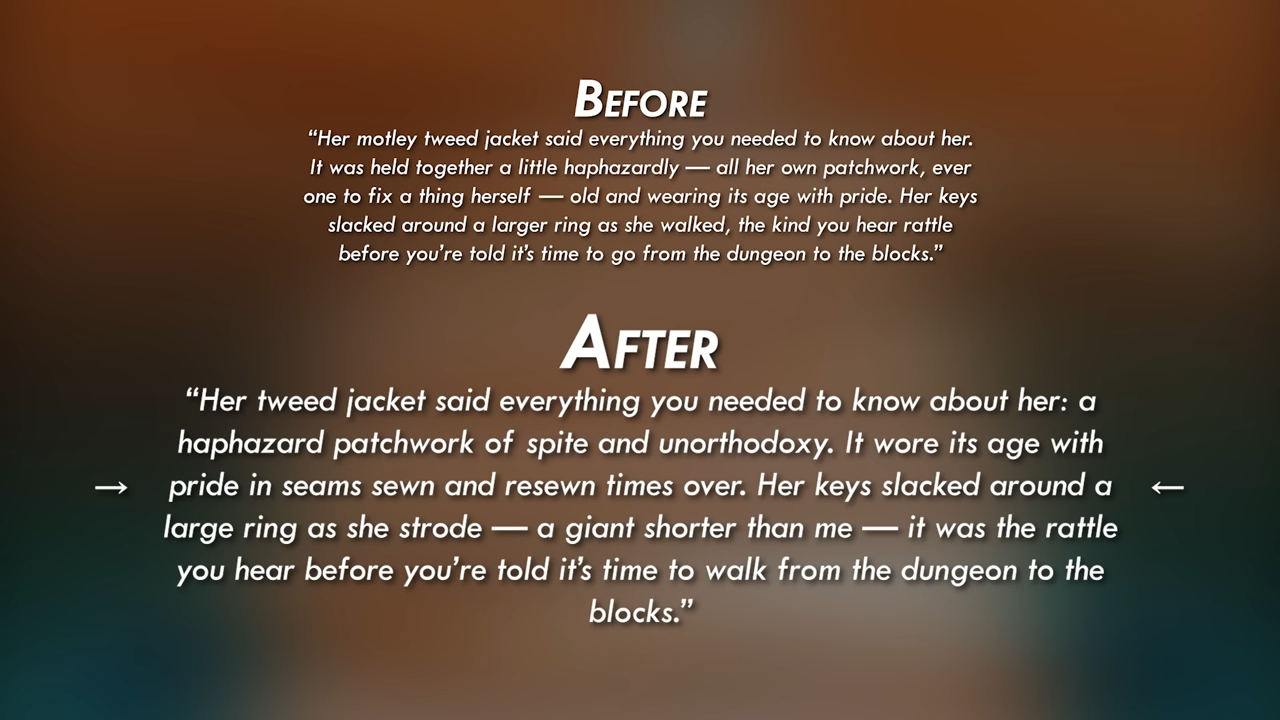 BEFORE
“Her motley tweed jacket said everything you needed to know about her.
It was held together a little haphazardly — all her own patchwork, ever
one to fix a thing herself — old and wearing its age with pride. Her keys
slacked around a larger ring as she walked, the kind you hear rattle
before you’re told it’s time to go from the dungeon to the blocks.”
AFTER
“Her tweed jacket said everything you needed to know about her: a
haphazard patchwork of spite and unorthodoxy. It wore its age with
→ pride in seams sewn and resewn times over. Her keys slacked around a ←
large ring as she strode — a giant shorter than me — it was the rattle
you hear before you’re told it’s time to walk from the dungeon to the
blocks.”